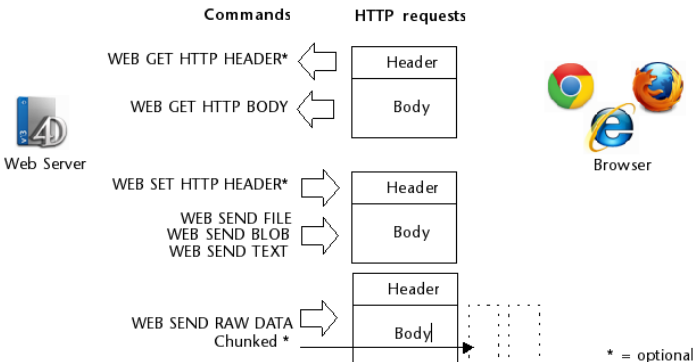 Commands HTTP requests
WEB GET HTTP HEADER* Header
WEB GET HTTP BODY Body
4D
Web Server
Browser
WEB SET HTTP HEADER* Header
WEB SEND FILE
WEB SEND BLOB Body
WEB SEND TEXT
Header
WEB SEND RAW DATA
Chunked * Body
* = optional